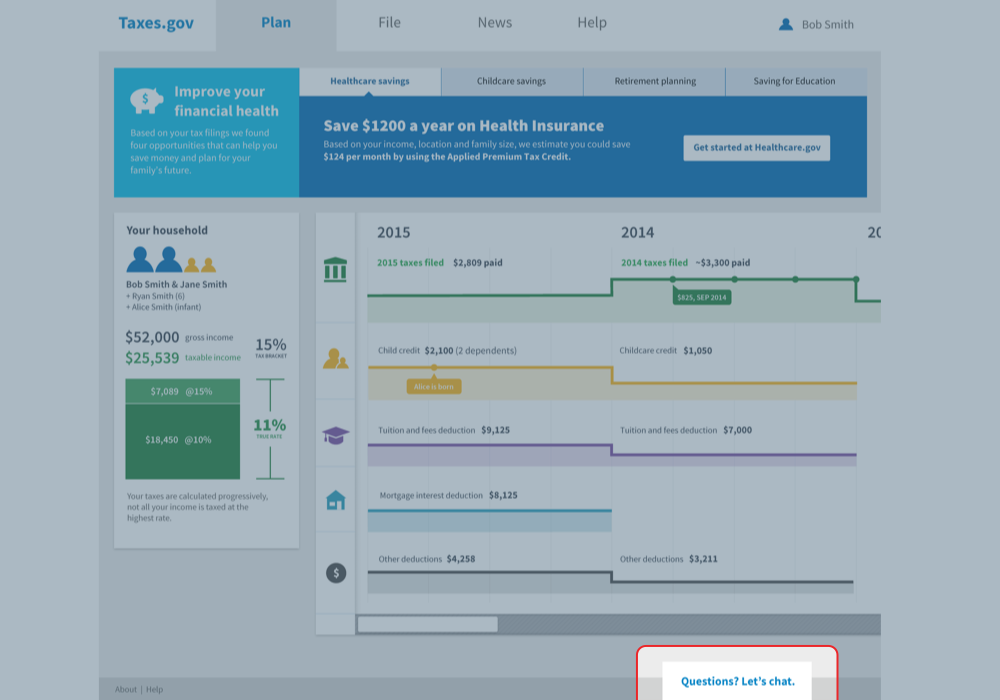 Taxes.gov
Plan
File
News
Help
Bob Smith
Improve your
financial health
Based on your tax filings we found
four opportunities that can help you
save money and plan for your
family's future.
Healthcare savings
Childcare savings
Retirement planning
Saving for Education
Save $1200 a year on Health Insurance
Based on your income, location and family size, we estimate you could save
$124 per month by using the Applied Premium Tax Credit.
Get started at Healthcare.gov
Your household
Bob Smith & Jane Smith
+ Ryan Smith (6)
+ Alice Smith (infant)
$52,000 gross income
$25,539 taxable income
15%
TAX BRACKET
$7,089 @15%
$18,450 @10%
11%
TRUE RATE
Your taxes are calculated progressively,
not all your income is taxed at the
highest rate.
2015
2014
20
2015 taxes filed $2,809 paid
2014 taxes filed ~$3,300 paid
$825, SEP 2014
Child credit $2,100 (2 dependents)
Childcare credit $1,050
Alice is born
Tuition and fees deduction $9,125
Tuition and fees deduction $7,000
Mortgage interest deduction $8,125
Other deductions $4,258
Other deductions $3,211
$
$
Questions? Let's chat.
About | Help